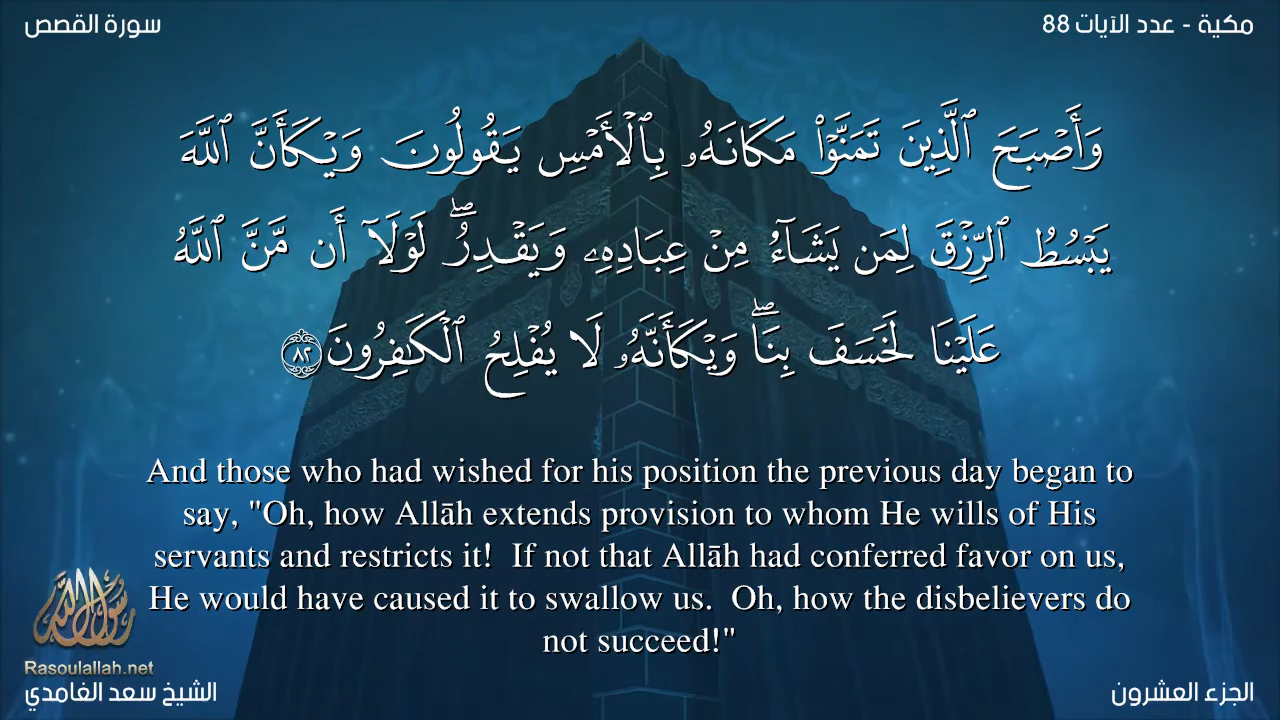 مكية - عدد الآيات 88
سورة القصص
وَأَصْبَحَ ٱلَّذِينَ تَمَنَّوْا۟ مَكَانَهُۥ بِٱلْأَمْسِ يَقُولُونَ وَيْكَأَنَّ ٱللَّهَ
يَبْسُطُ ٱلرِّزْقَ لِمَن يَشَآءُ مِنْ عِبَادِهِۦ وَيَقْدِرُ ۖ لَوْلَآ أَن مَّنَّ ٱللَّهُ
عَلَيْنَا لَخَسَفَ بِنَا ۖ وَيْكَأَنَّهُۥ لَا يُفْلِحُ ٱلْكَـٰفِرُونَ ٨٢
And those who had wished for his position the previous day began to
say, "Oh, how Allāh extends provision to whom He wills of His
servants and restricts it!  If not that Allāh had conferred favor on us,
He would have caused it to swallow us.  Oh, how the disbelievers do
not succeed!"
رسول الله
Rasoulallah.net
الجزء العشرون
الشيخ سعد الغامدي